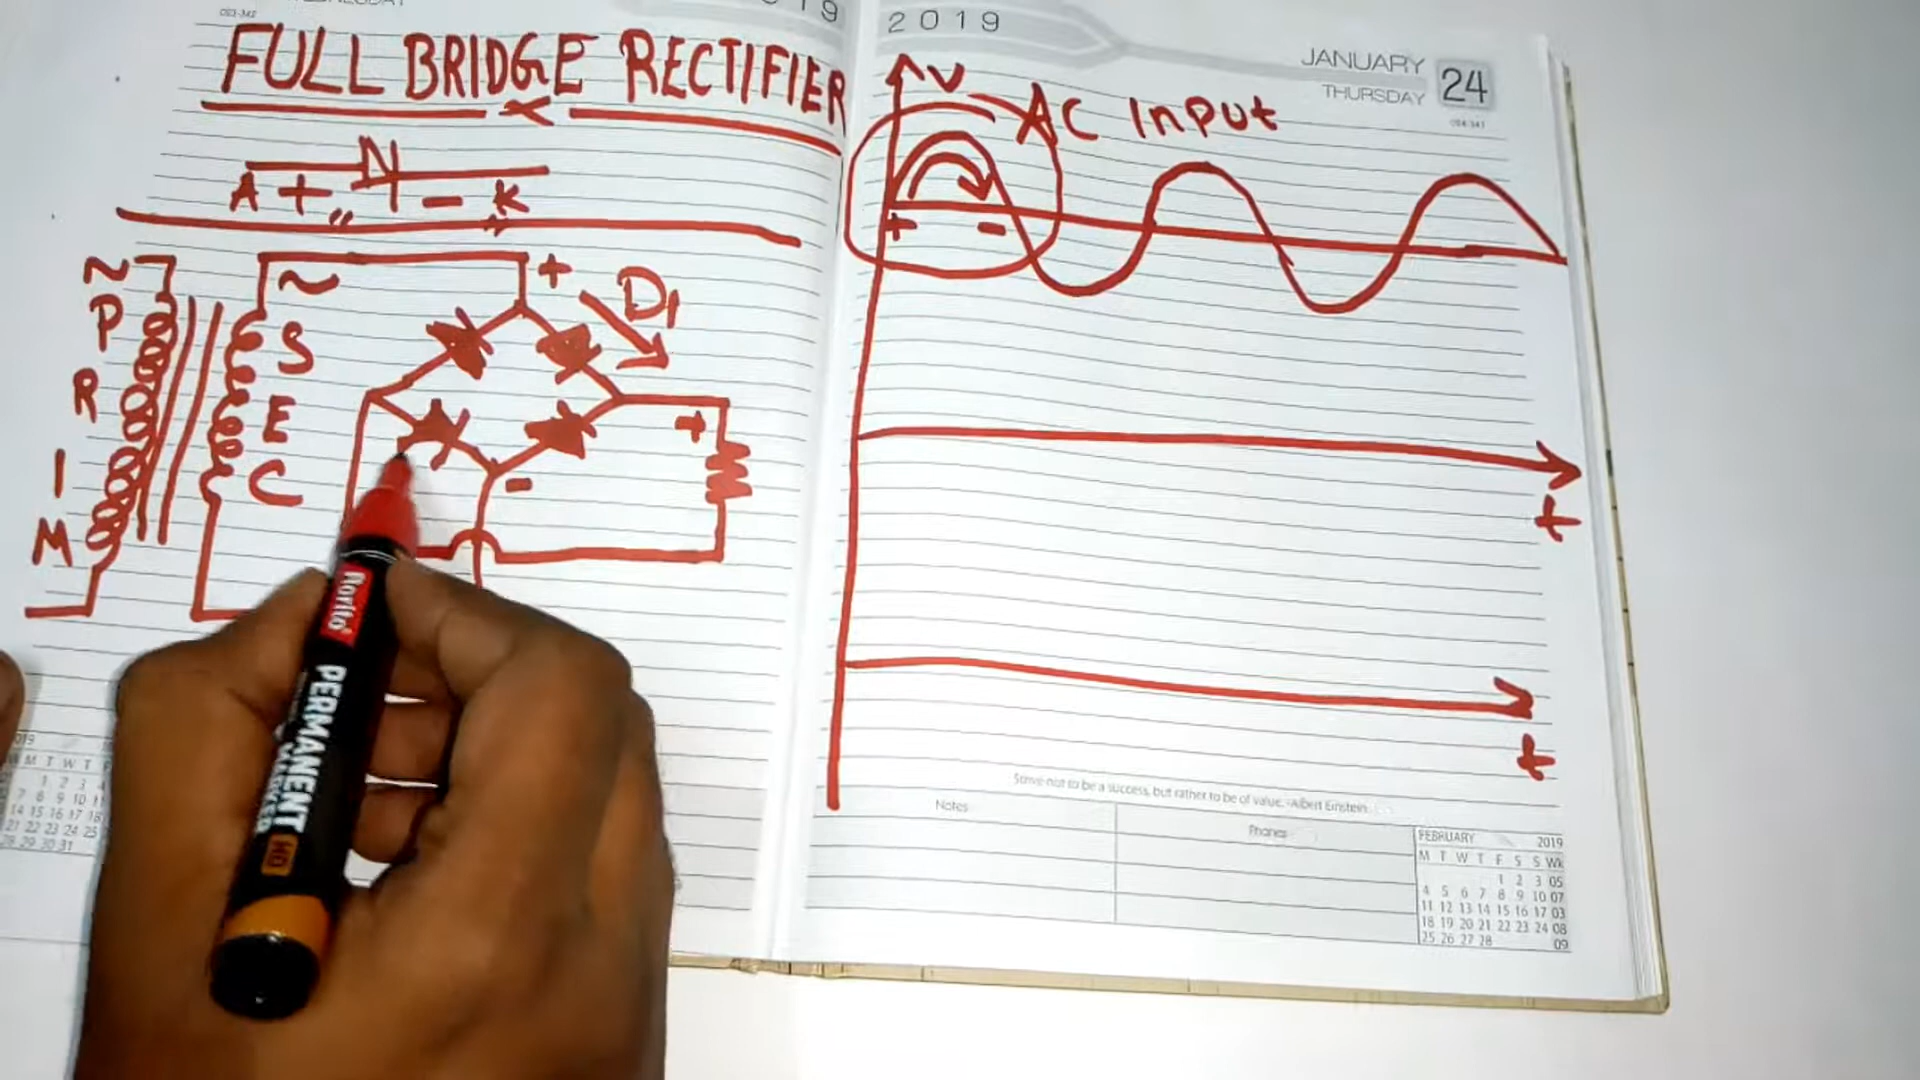 FULL BRIDGE RECTIFIER
A + - K
~ ~ + D1
P
R
I
M
S
E
C
+
-
Norito
PERMANENT
HD
2019
JANUARY 24
THURSDAY
V AC Input
+ -
t
t
Strive not to be a success, but rather to be of value. -Albert Einstein
Notes
Phones
FEBRUARY 2019
M T W T F S S Wk
1 2 3 05
4 5 6 7 8 9 10 07
11 12 13 14 15 16 17 03
18 19 20 21 22 23 24 08
25 26 27 28 09